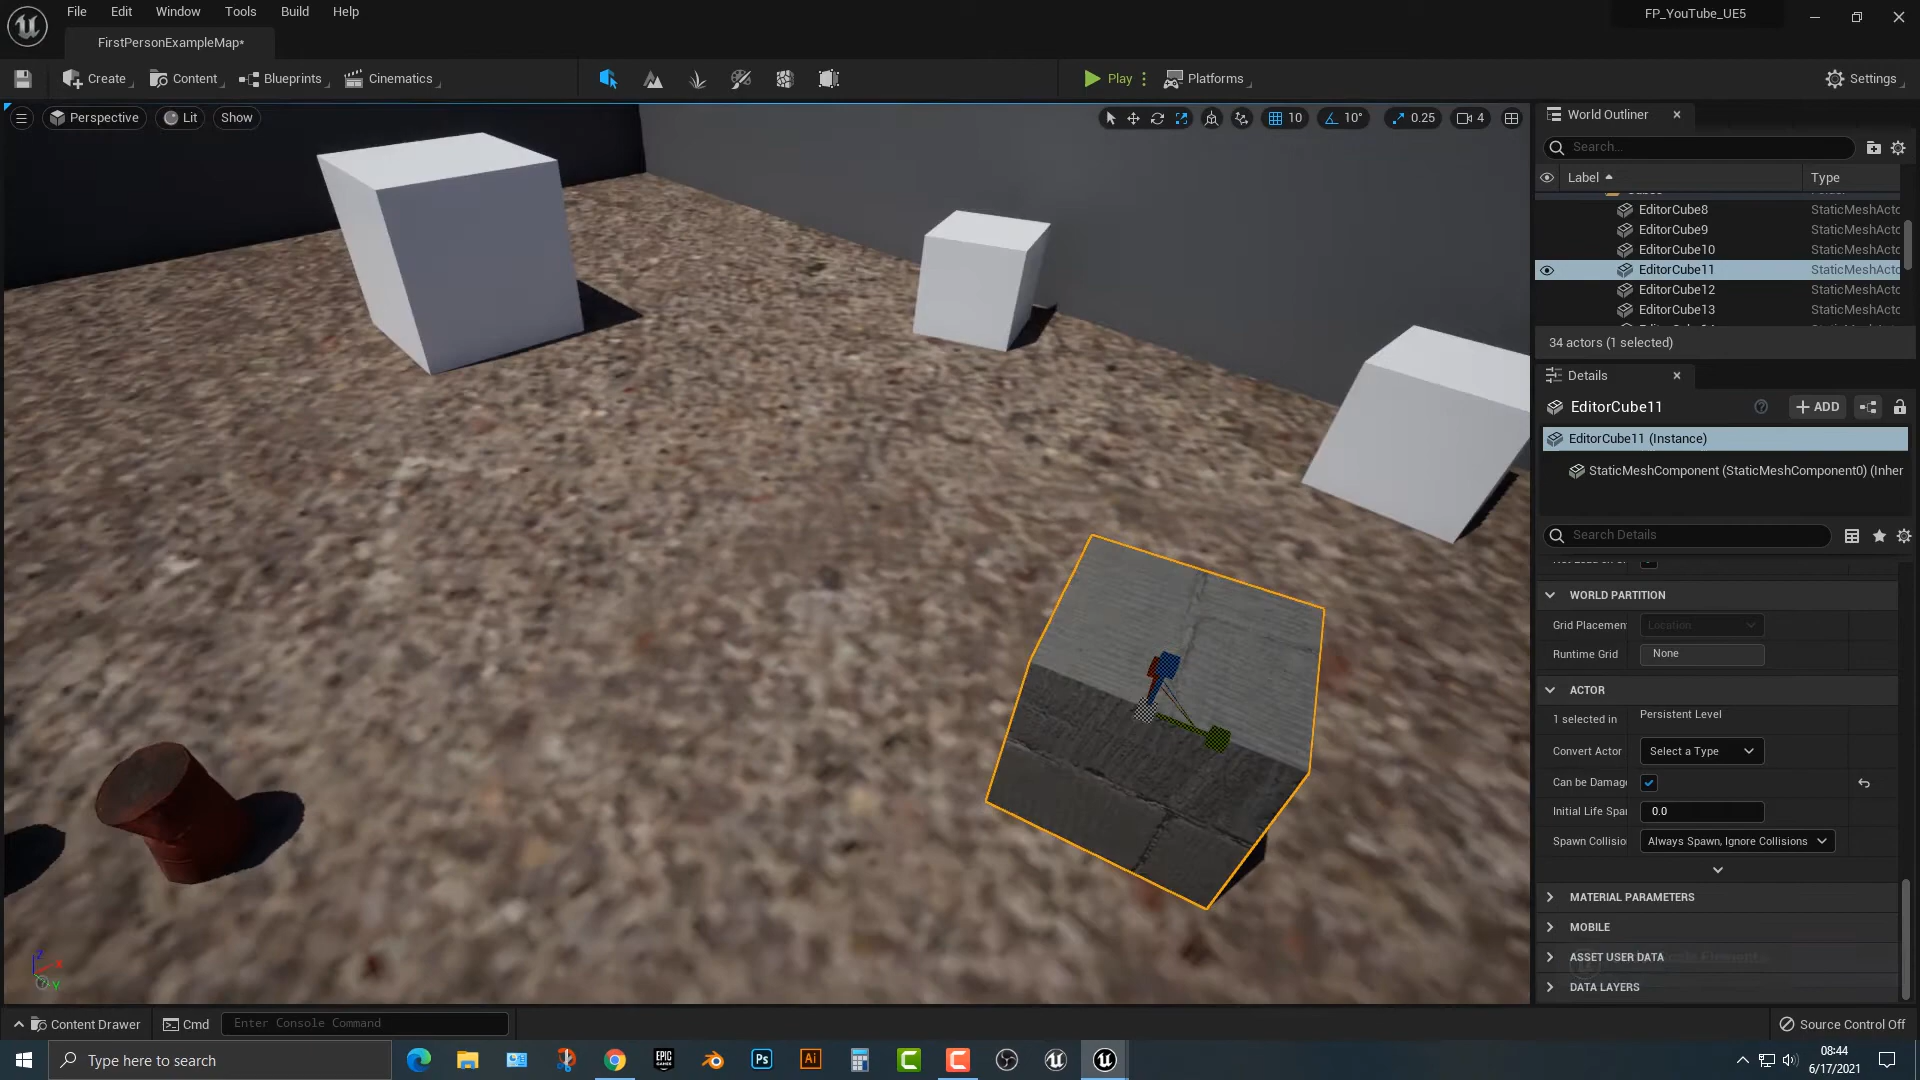 File Edit Window Tools Build Help
FP_YouTube_UE5
FirstPersonExampleMap*
Create Content Blueprints Cinematics Play Platforms Settings
Perspective Lit Show 10 10° 0.25 4
World Outliner
Search...
Label Type
EditorCube8 StaticMeshActo
EditorCube9 StaticMeshActo
EditorCube10 StaticMeshActo
EditorCube11 StaticMeshActo
EditorCube12 StaticMeshActo
EditorCube13 StaticMeshActo
34 actors (1 selected)
Details
EditorCube11 ADD
EditorCube11 (Instance)
StaticMeshComponent (StaticMeshComponent0) (Inher
Search Details
WORLD PARTITION
Grid Placemen Location
Runtime Grid None
ACTOR
1 selected in Persistent Level
Convert Actor Select a Type
Can be Damag
Initial Life Spa 0.0
Spawn Collisio Always Spawn, Ignore Collisions
MATERIAL PARAMETERS
MOBILE
ASSET USER DATA
DATA LAYERS
Z X Y
Content Drawer Cmd Enter Console Command Source Control Off
Type here to search
EPIC GAMES Ps Ai
08:44
6/17/2021